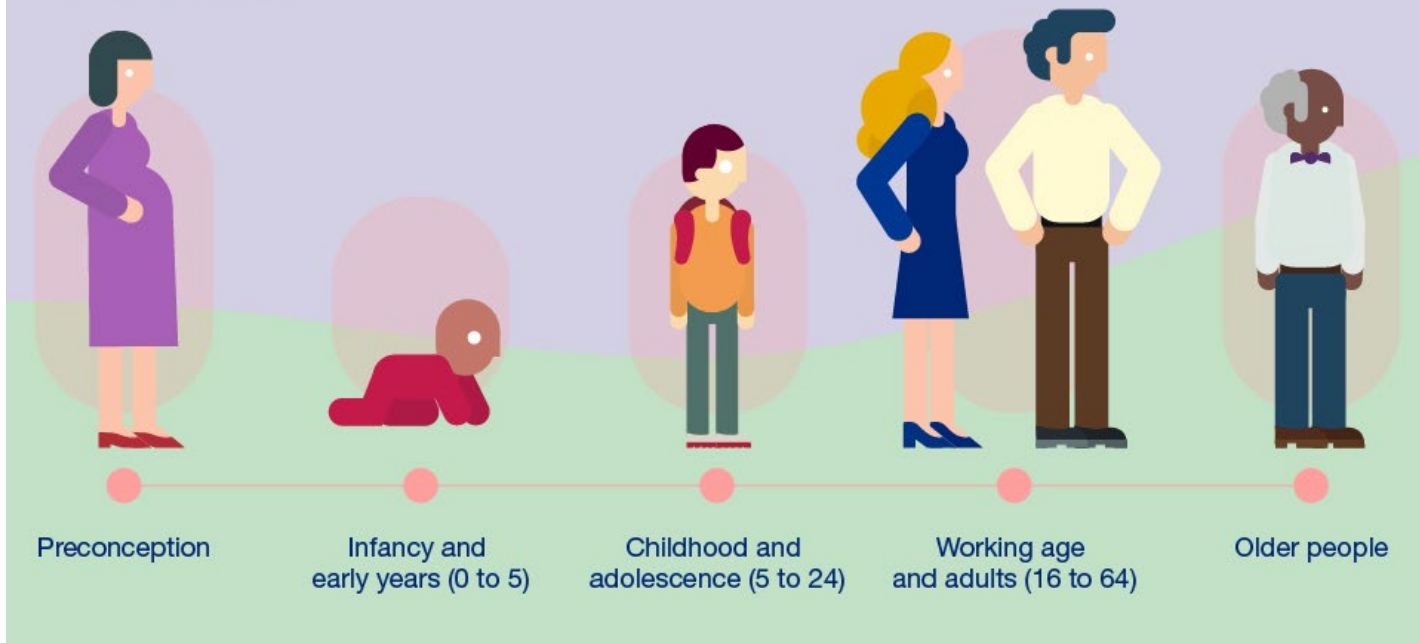 Preconception
Infancy and
early years (0 to 5)
Childhood and
adolescence (5 to 24)
Working age
and adults (16 to 64)
Older people